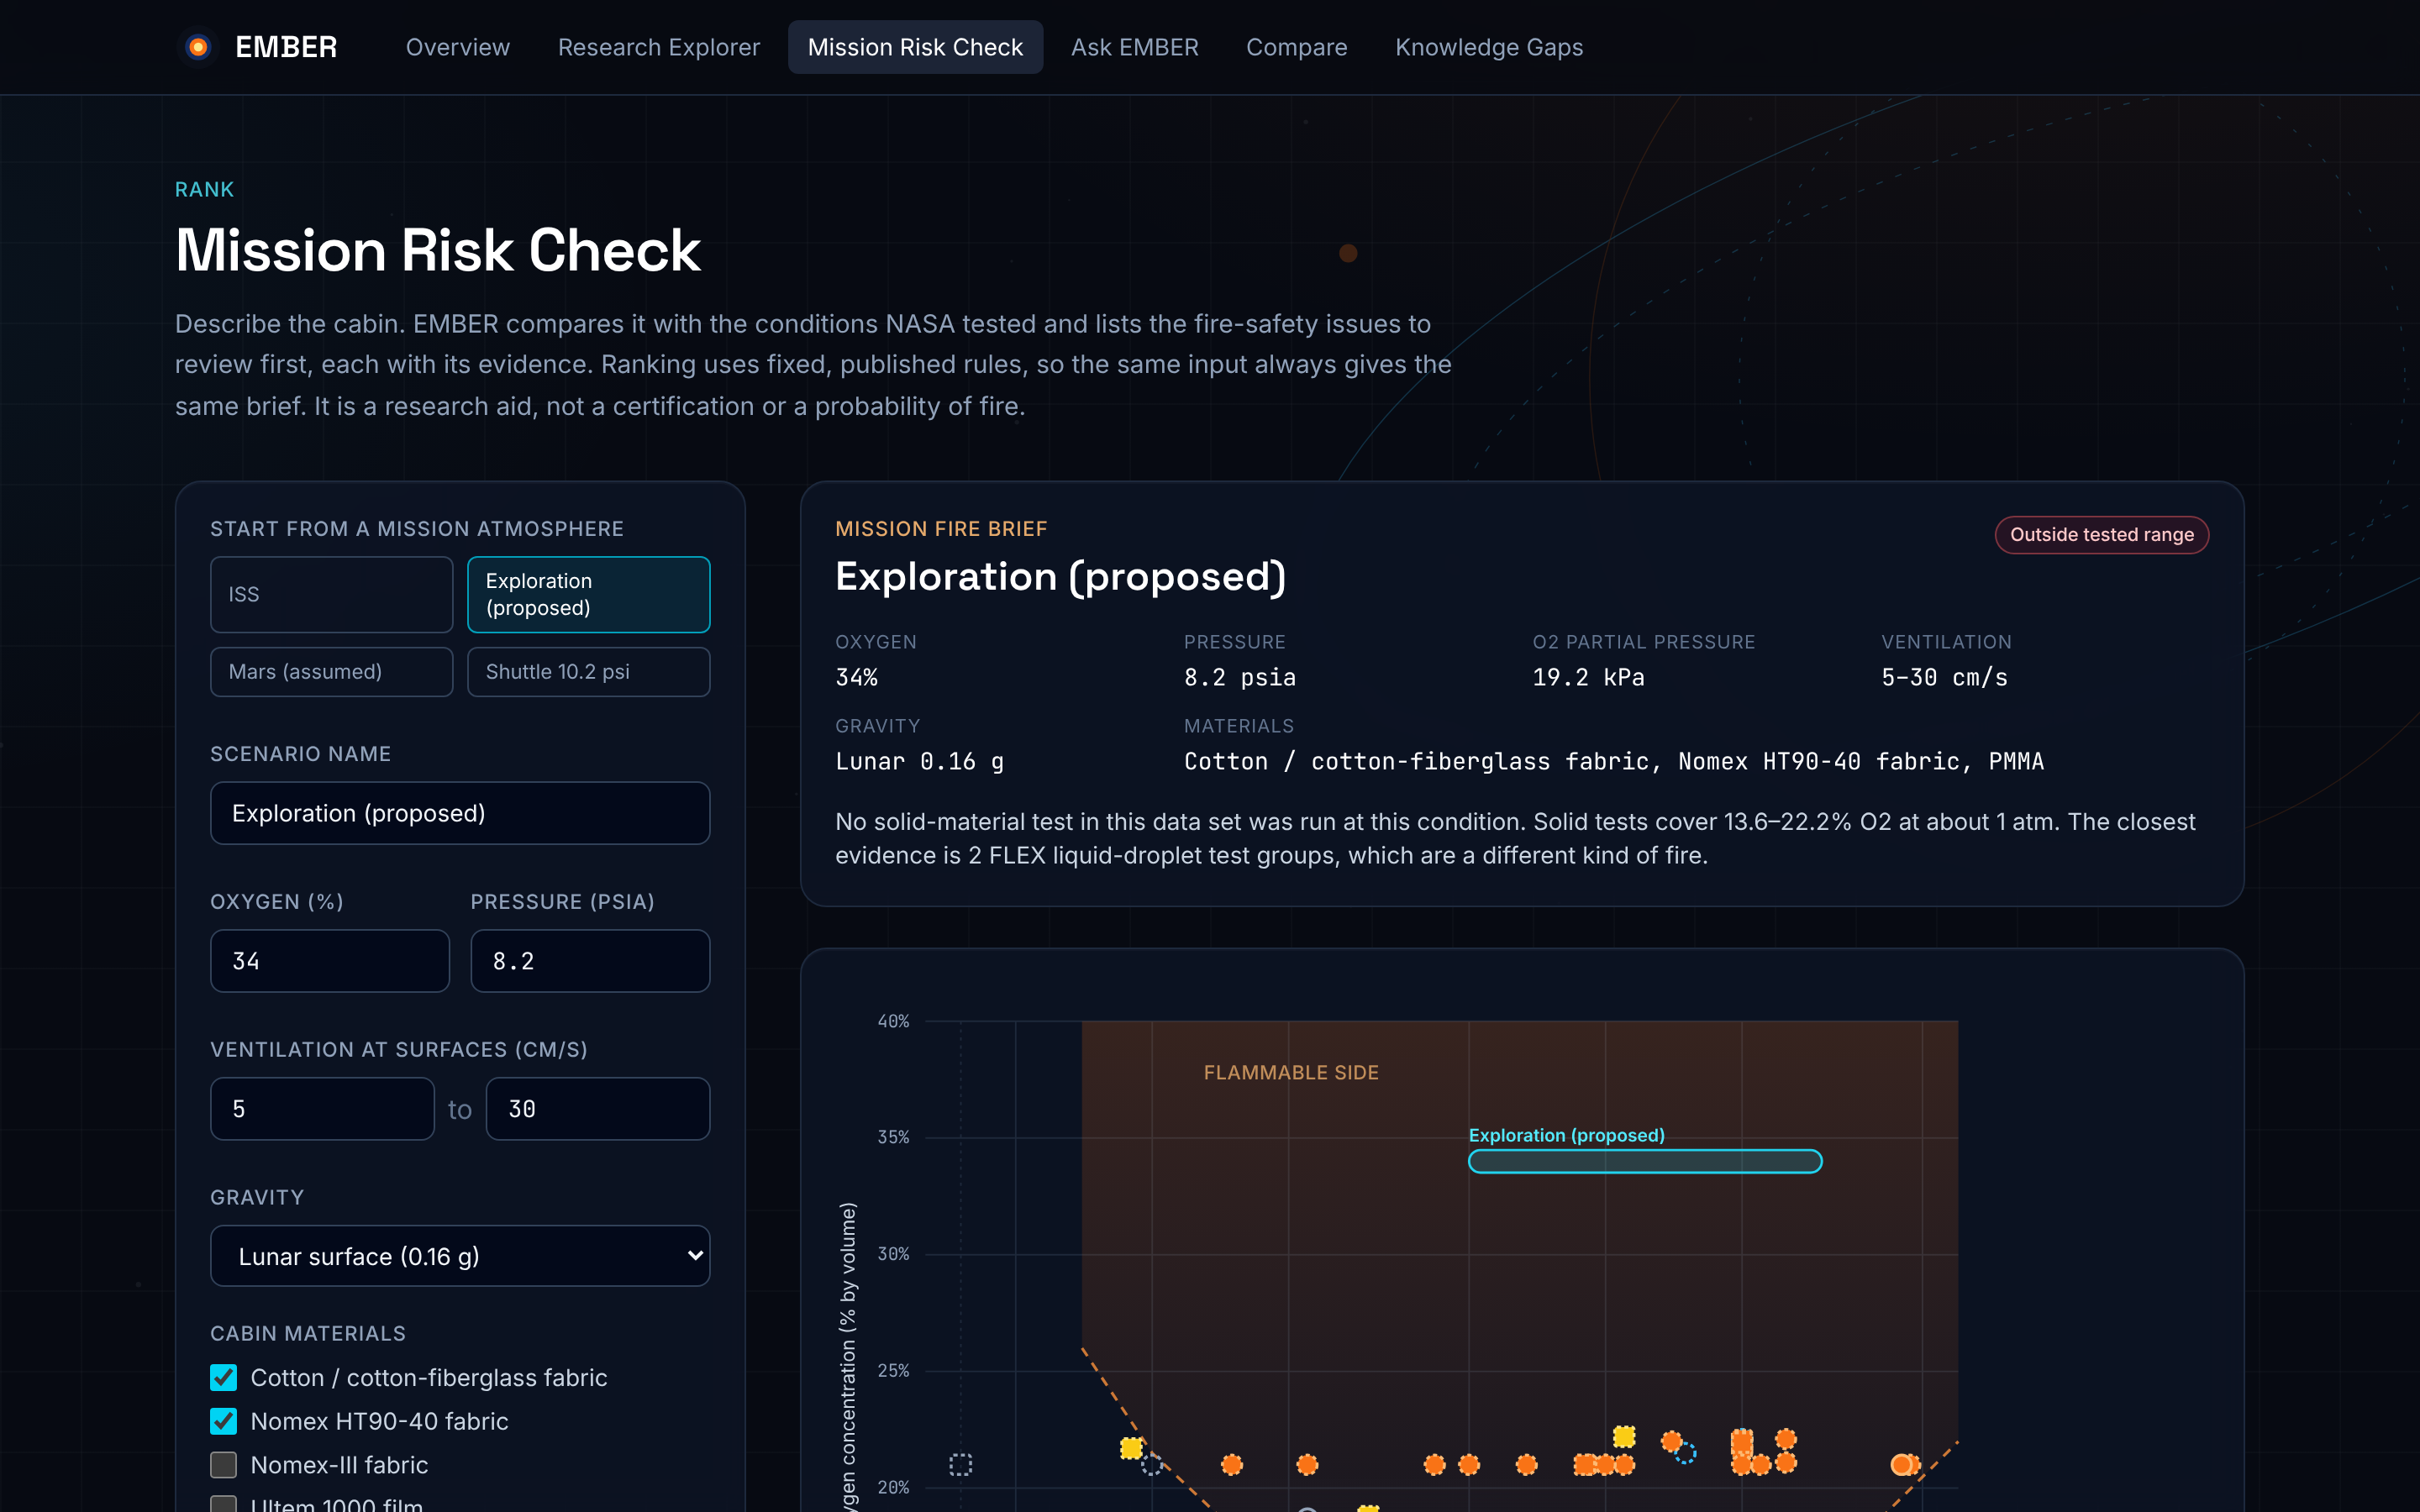 EMBER
Overview
Research Explorer
Mission Risk Check
Ask EMBER
Compare
Knowledge Gaps
RANK
Mission Risk Check
Describe the cabin. EMBER compares it with the conditions NASA tested and lists the fire-safety issues to
review first, each with its evidence. Ranking uses fixed, published rules, so the same input always gives the
same brief. It is a research aid, not a certification or a probability of fire.
START FROM A MISSION ATMOSPHERE
ISS
Exploration
(proposed)
Mars (assumed)
Shuttle 10.2 psi
SCENARIO NAME
Exploration (proposed)
OXYGEN (%)
PRESSURE (PSIA)
34
8.2
VENTILATION AT SURFACES (CM/S)
5 to 30
GRAVITY
Lunar surface (0.16 g)
CABIN MATERIALS
Cotton / cotton-fiberglass fabric
Nomex HT90-40 fabric
Nomex-III fabric
Ultem 1000 film
MISSION FIRE BRIEF
Outside tested range
Exploration (proposed)
OXYGEN
PRESSURE
O2 PARTIAL PRESSURE
VENTILATION
34%
8.2 psia
19.2 kPa
5–30 cm/s
GRAVITY
MATERIALS
Lunar 0.16 g
Cotton / cotton-fiberglass fabric, Nomex HT90-40 fabric, PMMA
No solid-material test in this data set was run at this condition. Solid tests cover 13.6–22.2% O2 at about 1 atm. The closest
evidence is 2 FLEX liquid-droplet test groups, which are a different kind of fire.
40%
FLAMMABLE SIDE
35%
Exploration (proposed)
30%
25%
20%
ygen concentration (% by volume)